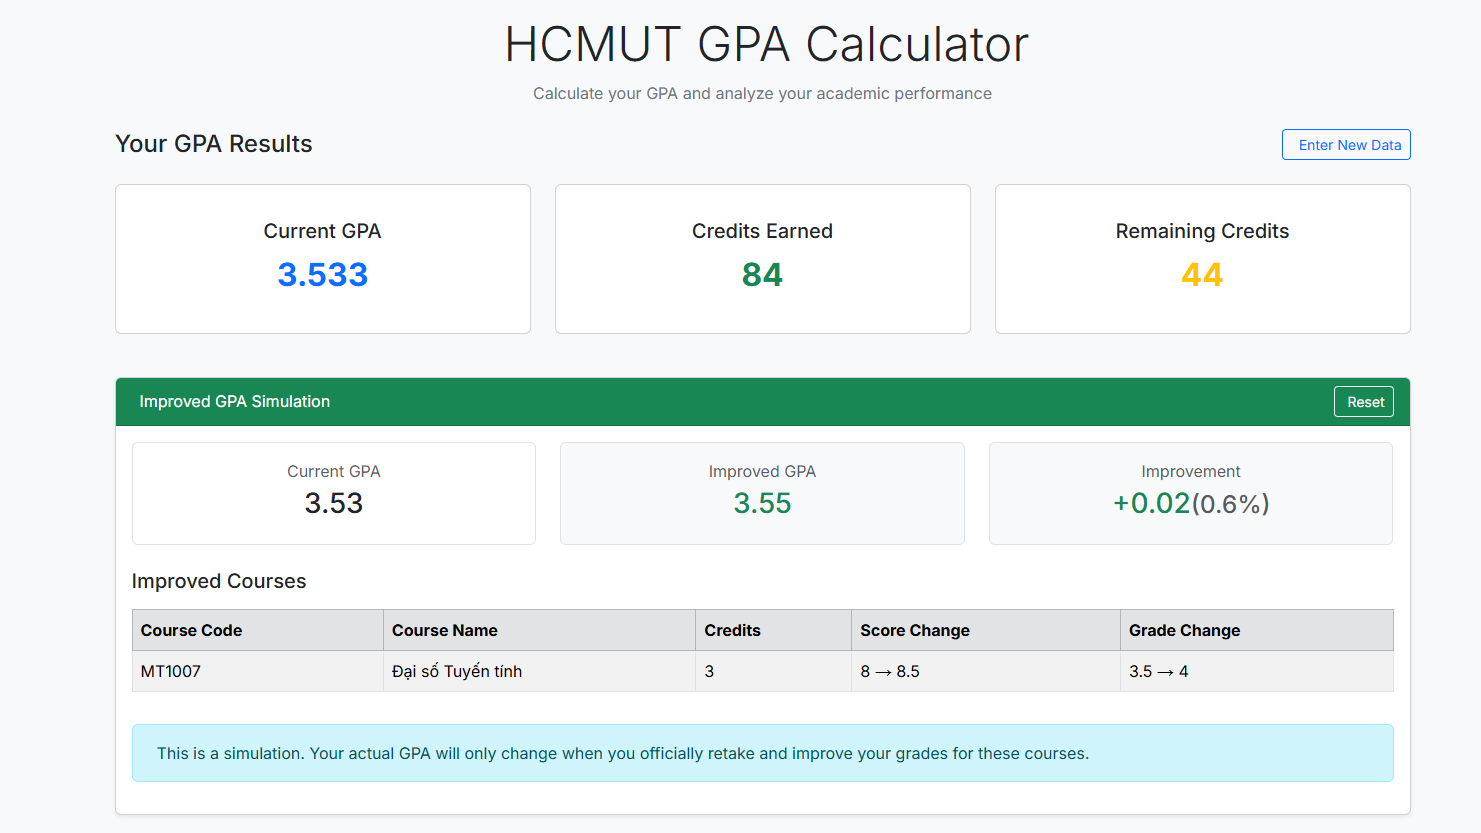 HCMUT GPA Calculator
Calculate your GPA and analyze your academic performance
Your GPA Results
Enter New Data
Current GPA
3.533
Credits Earned
84
Remaining Credits
44
Improved GPA Simulation
Reset
Current GPA
3.53
Improved GPA
3.55
Improvement
+0.02(0.6%)
Improved Courses
Course Code Course Name Credits Score Change Grade Change
MT1007 Đại số Tuyến tính 3 8 → 8.5 3.5 → 4
This is a simulation. Your actual GPA will only change when you officially retake and improve your grades for these courses.